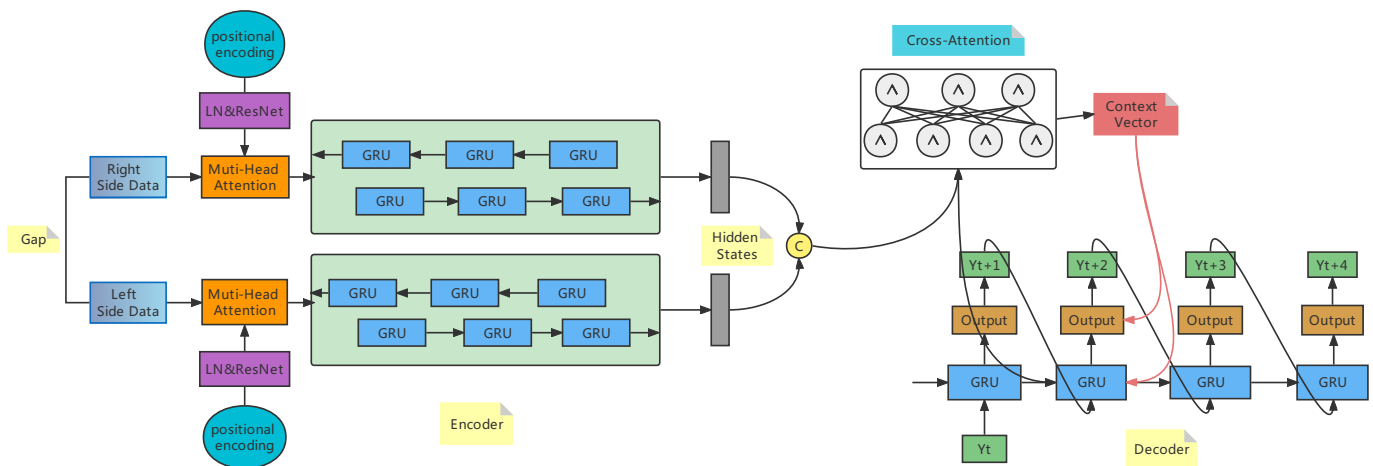 positional
encoding
LN&ResNet
Right
Side Data
Muti-Head
Attention
GRU
GRU
GRU
GRU
GRU
GRU
Gap
Left
Side Data
Muti-Head
Attention
GRU
GRU
GRU
GRU
GRU
GRU
LN&ResNet
positional
encoding
Encoder
Hidden
States
C
Cross-Attention
Context
Vector
Yt+1
Yt+2
Yt+3
Yt+4
Output
Output
Output
Output
GRU
GRU
GRU
GRU
Yt
Decoder